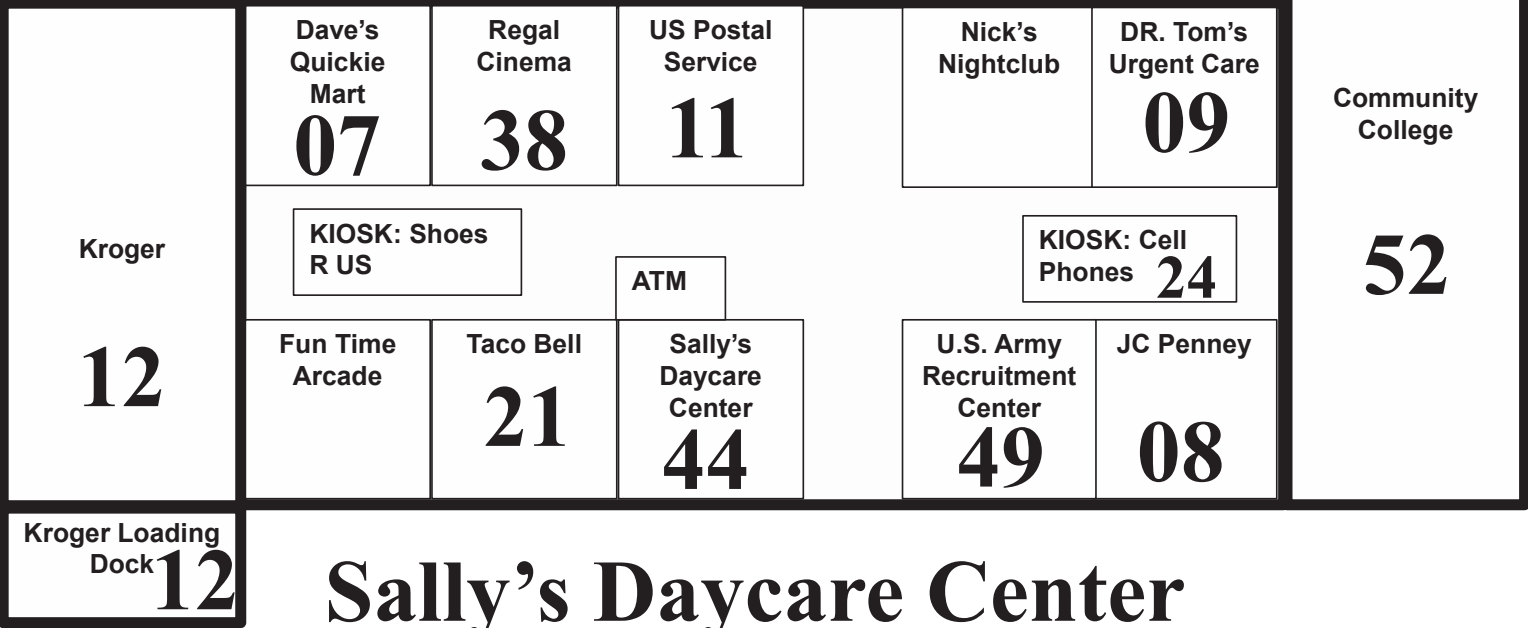 Dave's
Quickie
Mart
07
Regal
Cinema
38
US Postal
Service
11
Nick's
Nightclub
DR. Tom's
Urgent Care
09
Community
College
52
Kroger
12
KIOSK: Shoes
R US
ATM
KIOSK: Cell
Phones 24
Fun Time
Arcade
Taco Bell
21
Sally's
Daycare
Center
44
U.S. Army
Recruitment
Center
49
JC Penney
08
Kroger Loading
Dock 12
Sally's Daycare Center